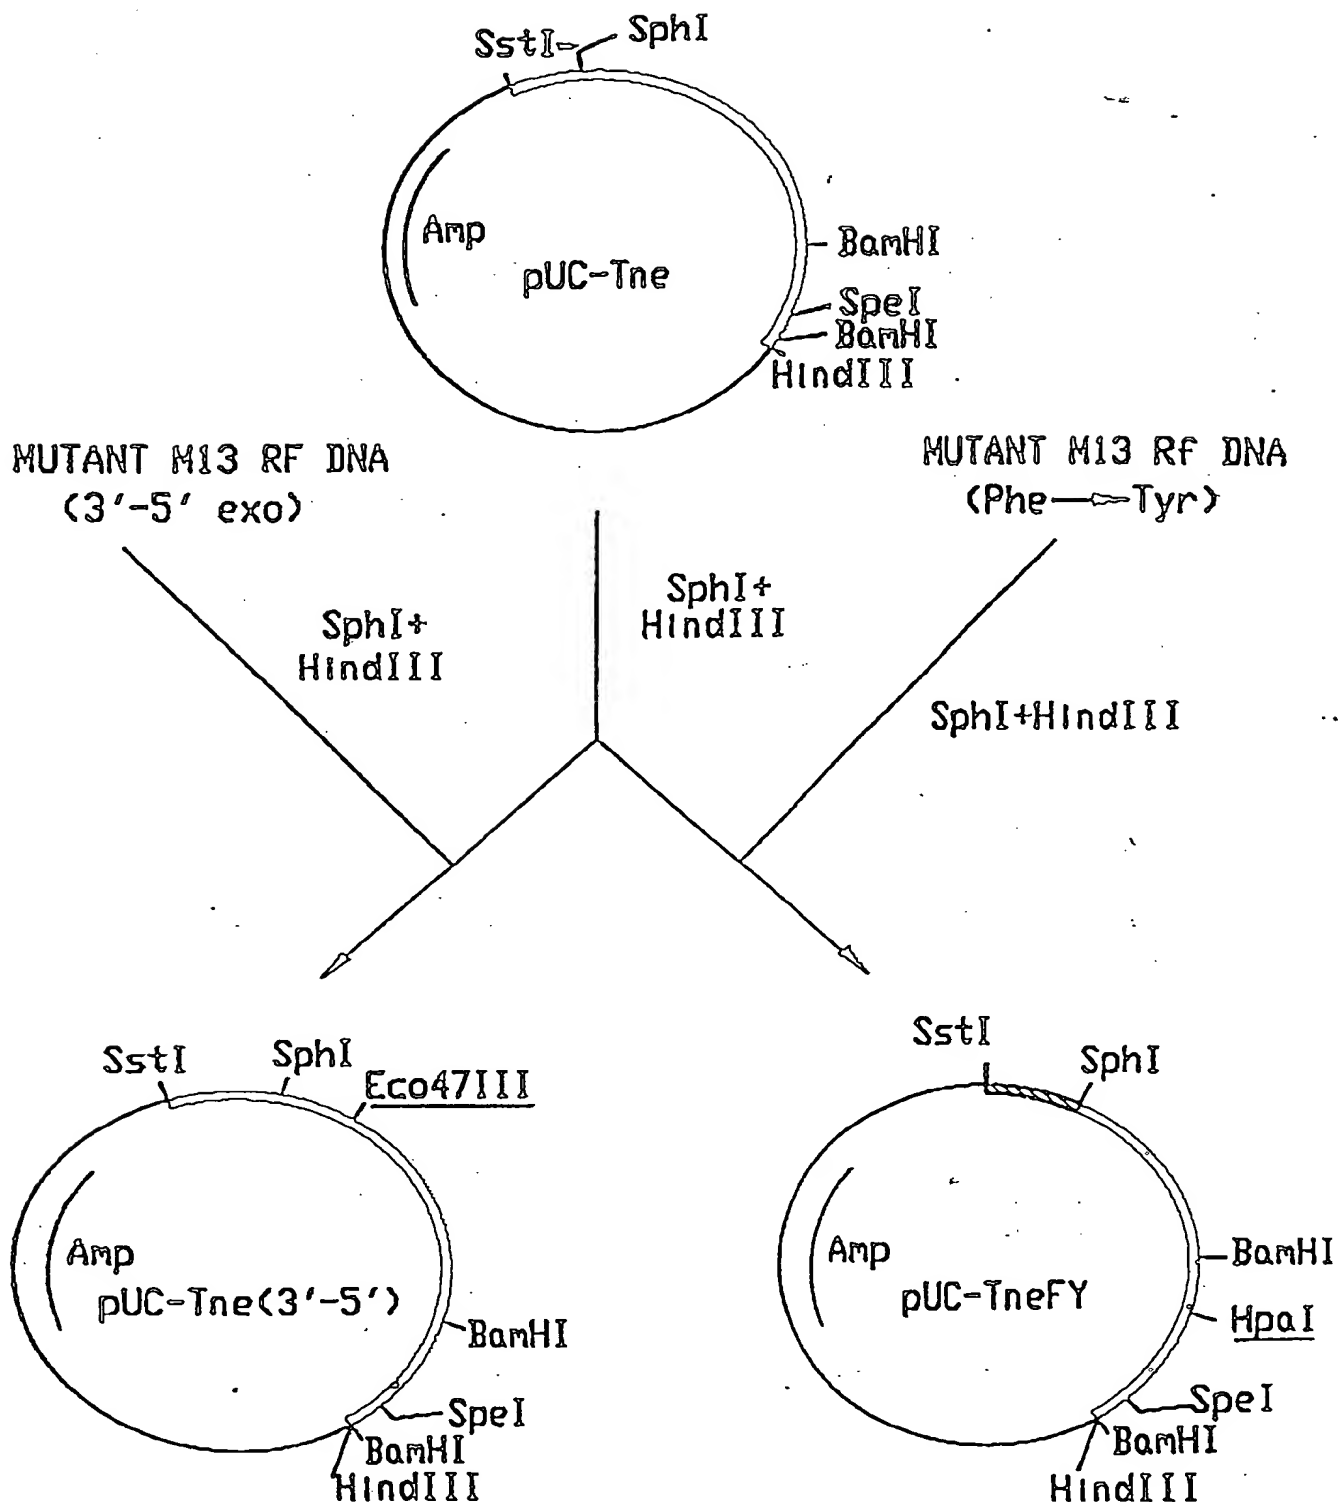 SstI
SphI
Amp
pUC-Tne
BamHI
SpeI
BamHI
HindIII
MUTANT M13 RF DNA
(3'-5' exo)
MUTANT M13 Rf DNA
(Phe→Tyr)
SphI+
HindIII
SphI+
HindIII
SphI+HindIII
SstI
SphI
Eco47III
Amp
pUC-Tne(3'-5')
BamHI
SpeI
BamHI
HindIII
SstI
SphI
Amp
pUC-TneFY
BamHI
HpaI
SpeI
BamHI
HindIII